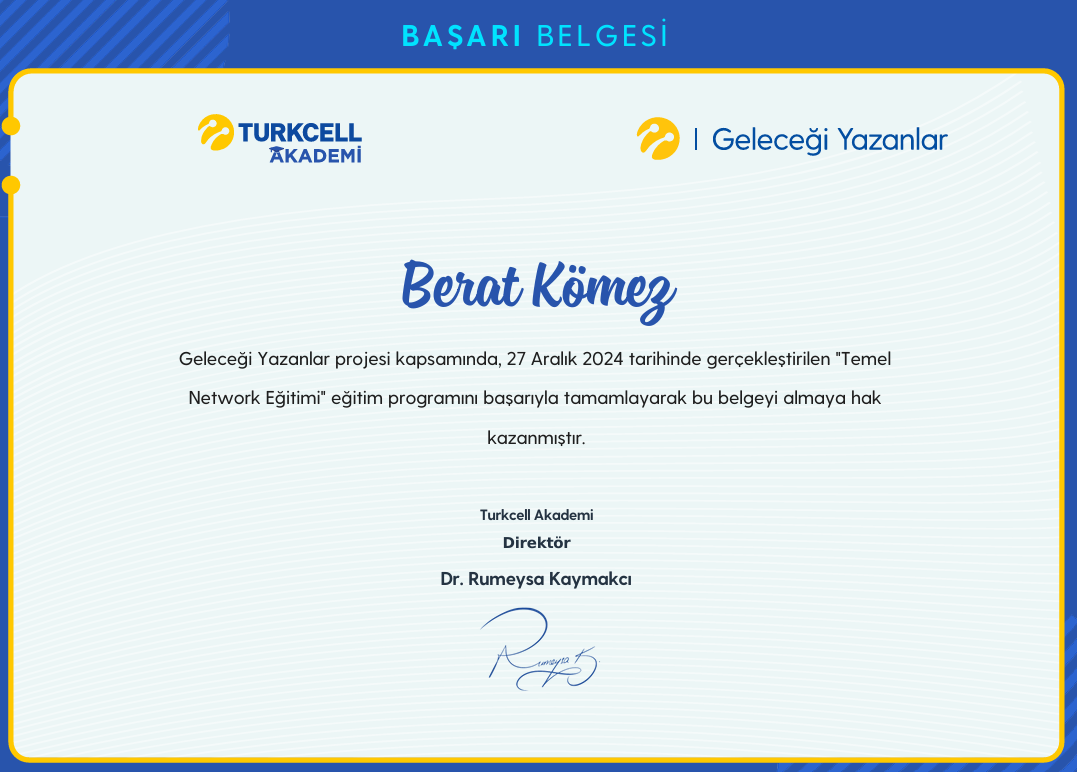 BAŞARI BELGESİ
TURKCELL
AKADEMİ
Geleceği Yazanlar
Berat Kömez
Geleceği Yazanlar projesi kapsamında, 27 Aralık 2024 tarihinde gerçekleştirilen "Temel
Network Eğitimi" eğitim programını başarıyla tamamlayarak bu belgeyi almaya hak
kazanmıştır.
Turkcell Akademi
Direktör
Dr. Rumeysa Kaymakcı
Rumeysa K.